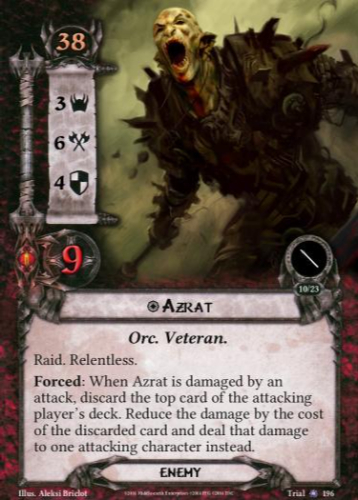 38
3
6
4
9
10/23
AZRAT
Orc. Veteran.
Raid. Relentless.
Forced: When Azrat is damaged by an
attack, discard the top card of the attacking
player's deck. Reduce the damage by the cost
of the discarded card and deal that damage
to one attacking character instead.
ENEMY
Illus. Aleksi Briclot
Trial
196